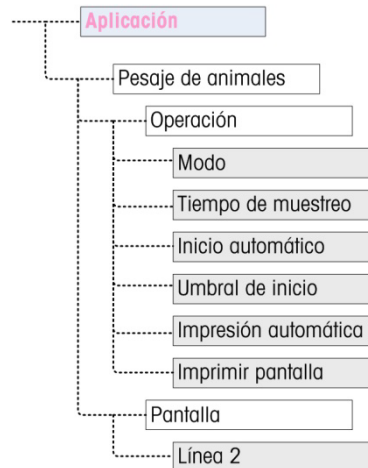 Aplicación
Pesaje de animales
Operación
Modo
Tiempo de muestreo
Inicio automático
Umbral de inicio
Impresión automática
Imprimir pantalla
Pantalla
Línea 2